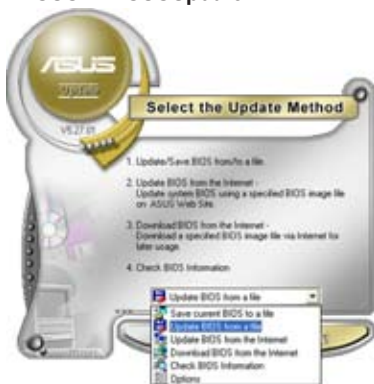 ASUS
Update
V5.27.01
Select the Update Method
1. Update/Save BIOS from/to a file
2. Update BIOS from the Internet -
Update system BIOS using a specified BIOS image file
on ASUS Web Site.
3. Download BIOS from the Internet -
Download a specified BIOS image file via Internet for
later usage.
4. Check BIOS Information
Update BIOS from a file
Save current BIOS to a file
Update BIOS from a file
Update BIOS from the Internet
Download BIOS from the Internet
Check BIOS Information
Options